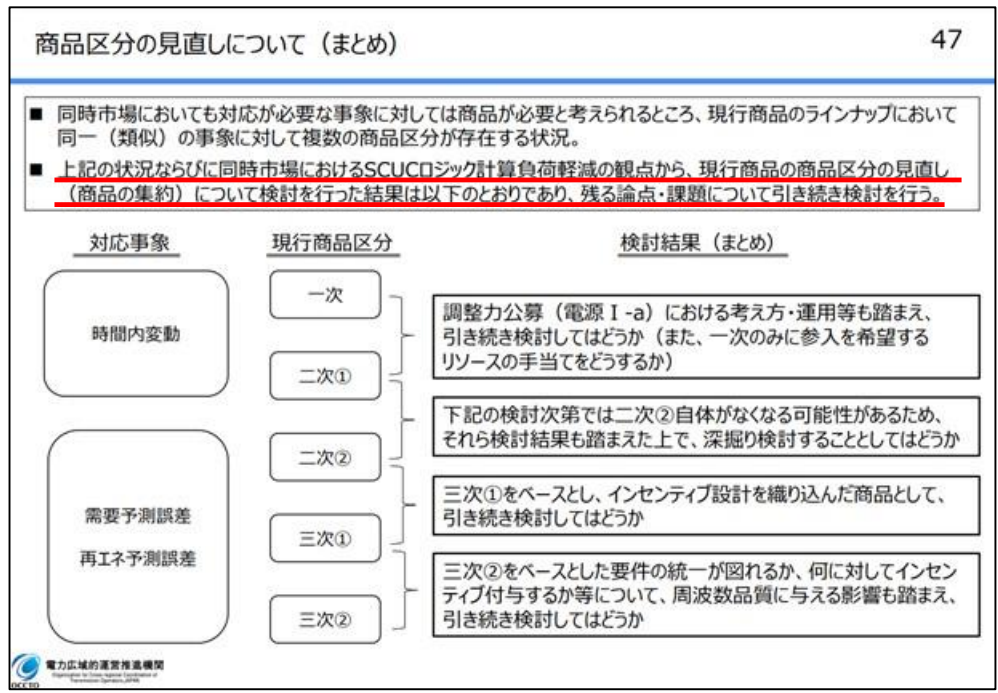 商品区分の見直しについて（まとめ）
47
■ 同時市場においても対応が必要な事象に対しては商品が必要と考えられるところ、現行商品のラインナップにおいて
同一（類似）の事象に対して複数の商品区分が存在する状況。
■ 上記の状況ならびに同時市場におけるSCUCロジック計算負荷軽減の観点から、現行商品の商品区分の見直し
（商品の集約）について検討を行った結果は以下のとおりであり、残る論点・課題について引き続き検討を行う。
対応事象
現行商品区分
検討結果（まとめ）
時間内変動
需要予測誤差
再エネ予測誤差
一次
二次①
二次②
三次①
三次②
調整力公募（電源Ⅰ-a）における考え方・運用等も踏まえ、
引き続き検討してはどうか（また、一次のみに参入を希望する
リソースの手当てをどうするか）
下記の検討次第では二次②自体がなくなる可能性があるため、
それら検討結果も踏まえた上で、深掘り検討することとしてはどうか
三次①をベースとし、インセンティブ設計を織り込んだ商品として、
引き続き検討してはどうか
三次②をベースとした要件の統一が図れるか、何に対してインセン
ティブ付与するか等について、周波数品質に与える影響も踏まえ、
引き続き検討してはどうか
電力広域的運営推進機関
Organization for Cross-regional Coordination of
Transmission Operators, JAPAN
OCCTO